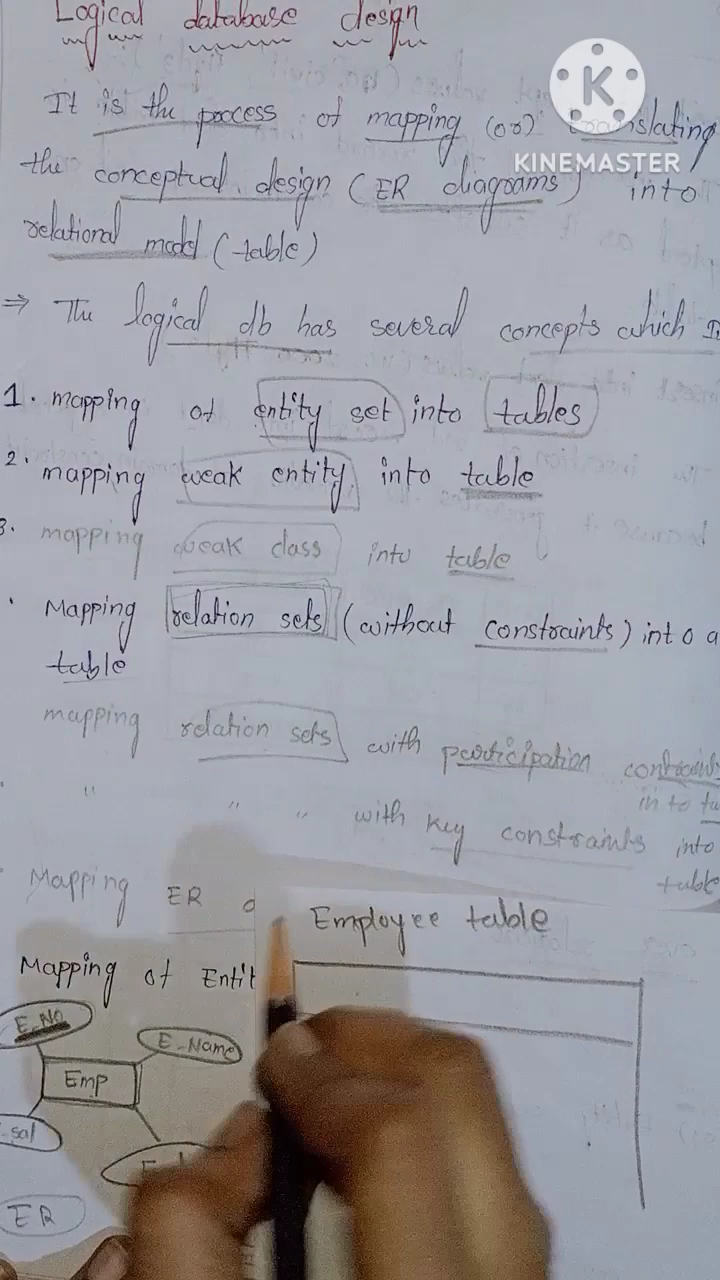 Logical database design
K
KINEMASTER
It is the process of mapping (or) translating
the conceptual design (ER diagrams) into
relational model (table)
⇒ The logical db has several concepts which
1. mapping of entity set into tables
2. mapping weak entity into table
3. mapping weak class into table
Mapping relation sets (without constraints) into a
table
mapping relation sets with participation
into
" " " with key constraints into
table
Mapping ER
Employee table
Mapping of Entit
E_No
E_Name
Emp
sal
ER